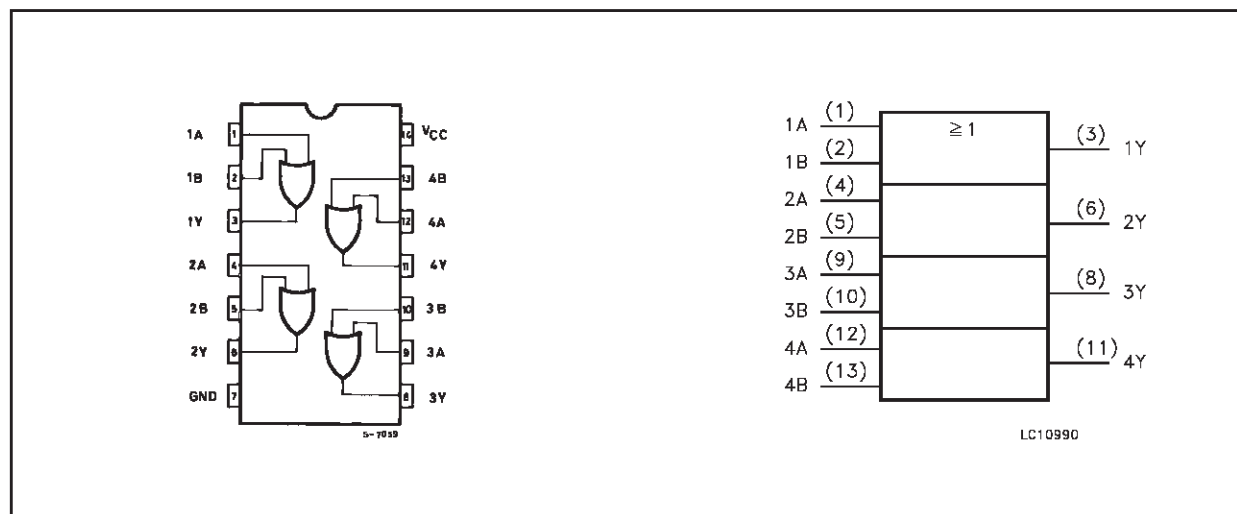 1A 1 14 VCC
1B 2 13 4B
1Y 3 12 4A
2A 4 11 4Y
2B 5 10 3B
2Y 6 9 3A
GND 7 8 3Y
S-7059
1A (1) ≧1
1B (2) (3) 1Y
2A (4)
2B (5) (6) 2Y
3A (9)
3B (10) (8) 3Y
4A (12)
4B (13) (11) 4Y
LC10990